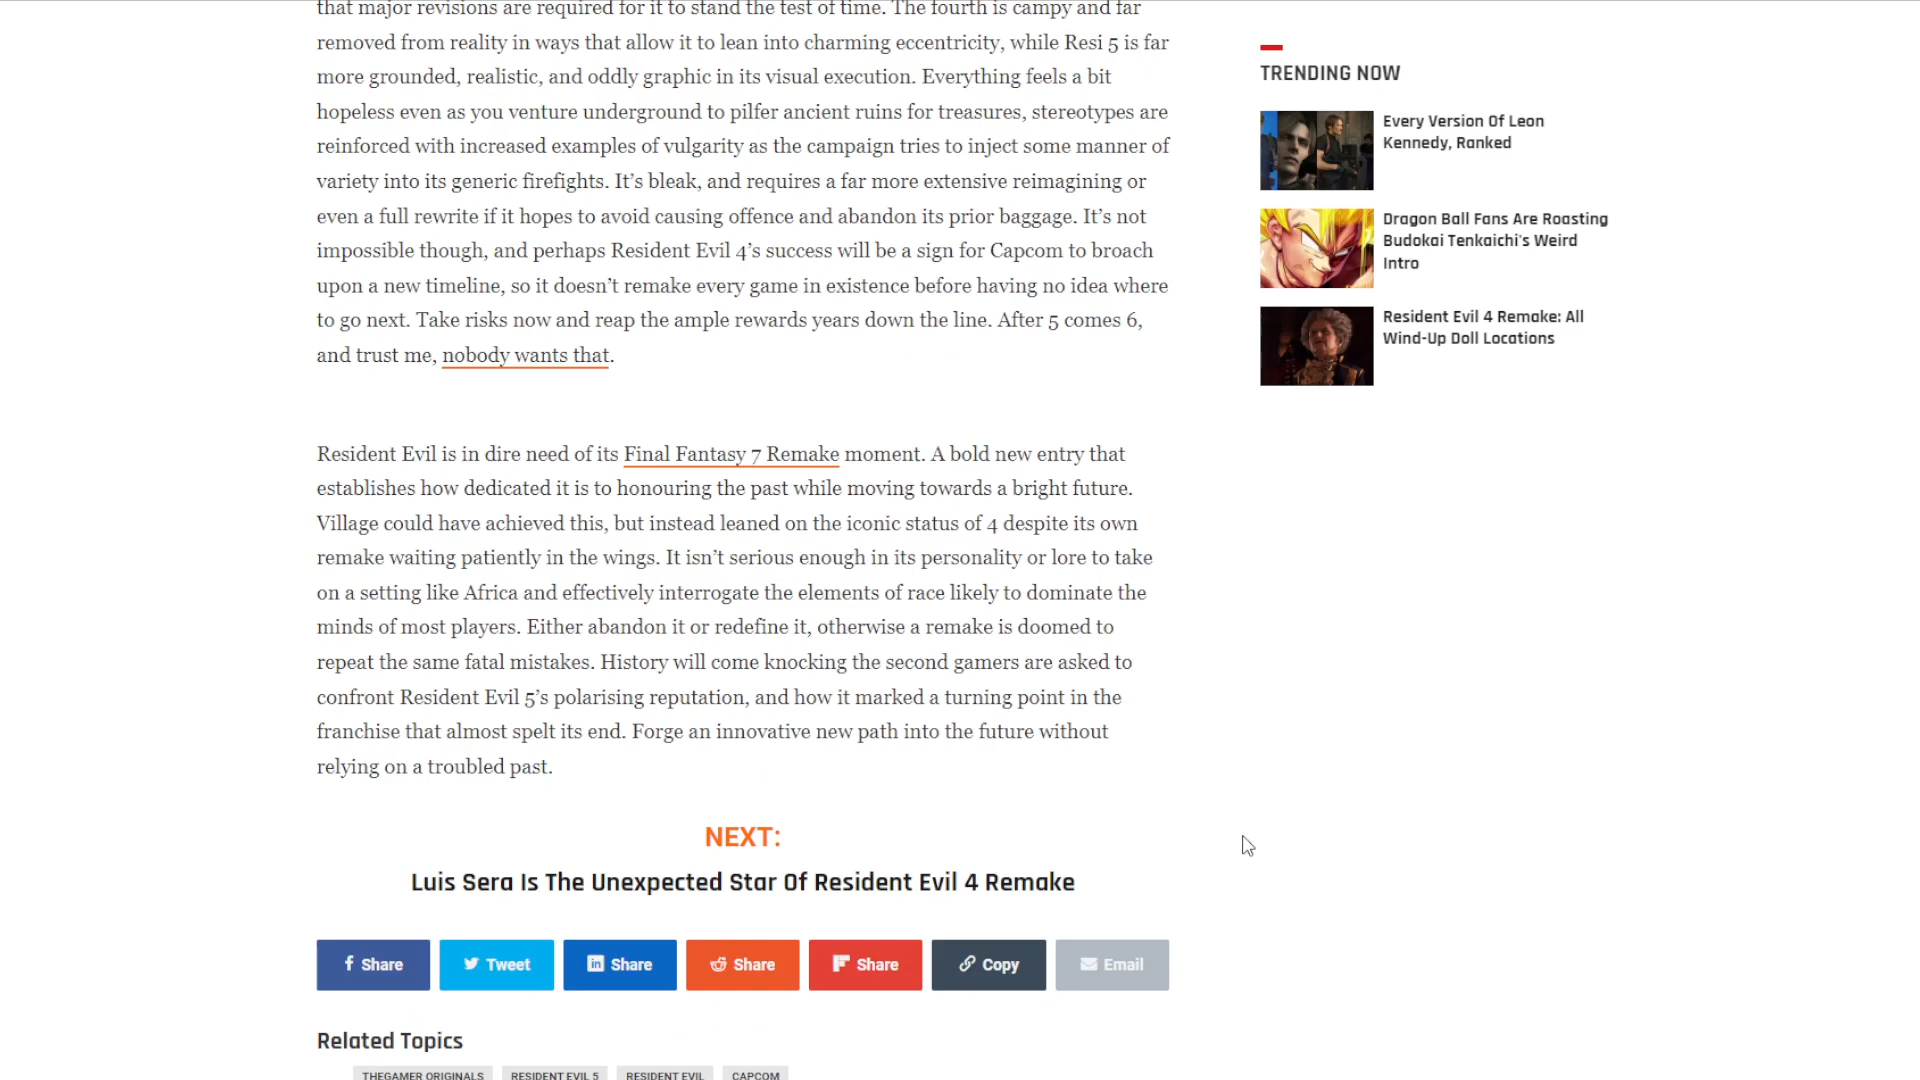 that major revisions are required for it to stand the test of time. The fourth is campy and far
removed from reality in ways that allow it to lean into charming eccentricity, while Resi 5 is far
more grounded, realistic, and oddly graphic in its visual execution. Everything feels a bit
hopeless even as you venture underground to pilfer ancient ruins for treasures, stereotypes are
reinforced with increased examples of vulgarity as the campaign tries to inject some manner of
variety into its generic firefights. It’s bleak, and requires a far more extensive reimagining or
even a full rewrite if it hopes to avoid causing offence and abandon its prior baggage. It’s not
impossible though, and perhaps Resident Evil 4’s success will be a sign for Capcom to broach
upon a new timeline, so it doesn’t remake every game in existence before having no idea where
to go next. Take risks now and reap the ample rewards years down the line. After 5 comes 6,
and trust me, nobody wants that.
Resident Evil is in dire need of its Final Fantasy 7 Remake moment. A bold new entry that
establishes how dedicated it is to honouring the past while moving towards a bright future.
Village could have achieved this, but instead leaned on the iconic status of 4 despite its own
remake waiting patiently in the wings. It isn’t serious enough in its personality or lore to take
on a setting like Africa and effectively interrogate the elements of race likely to dominate the
minds of most players. Either abandon it or redefine it, otherwise a remake is doomed to
repeat the same fatal mistakes. History will come knocking the second gamers are asked to
confront Resident Evil 5’s polarising reputation, and how it marked a turning point in the
franchise that almost spelt its end. Forge an innovative new path into the future without
relying on a troubled past.
NEXT:
Luis Sera Is The Unexpected Star Of Resident Evil 4 Remake
Share
Tweet
Share
Share
Share
Copy
Email
Related Topics
THEGAMER ORIGINALS
RESIDENT EVIL 5
RESIDENT EVIL
CAPCOM
TRENDING NOW
Every Version Of Leon
Kennedy, Ranked
Dragon Ball Fans Are Roasting
Budokai Tenkaichi's Weird
Intro
Resident Evil 4 Remake: All
Wind-Up Doll Locations